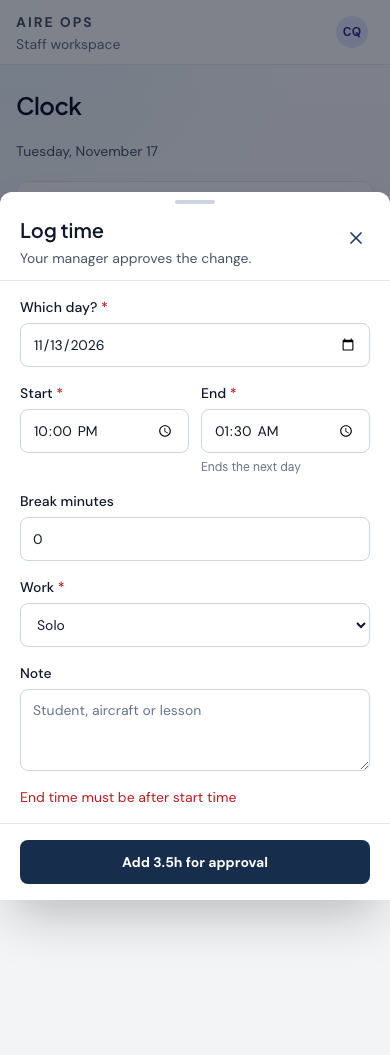 AIRE OPS
Staff workspace
CQ
Clock
Tuesday, November 17
Log time
Your manager approves the change.
Which day? *
11/13/2026
Start *
End *
10:00 PM
01:30 AM
Ends the next day
Break minutes
0
Work *
Solo
Note
Student, aircraft or lesson
End time must be after start time
Add 3.5h for approval